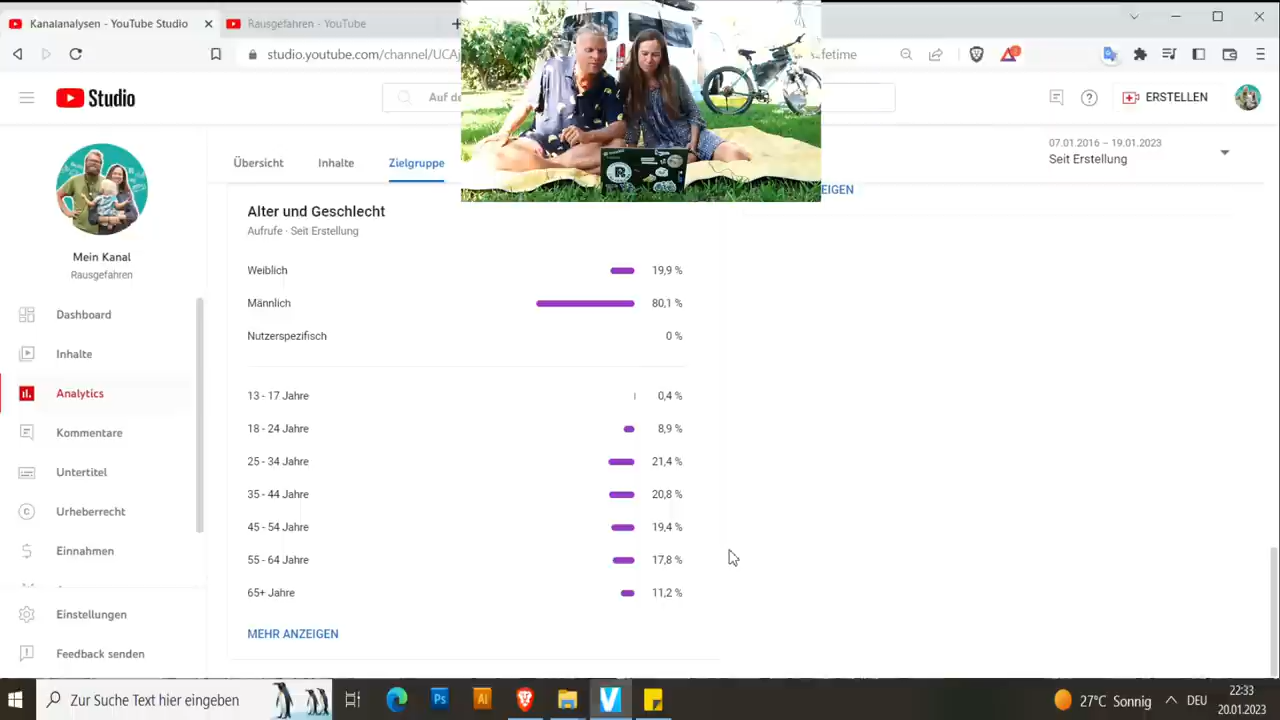 Kanalanalysen - YouTube Studio
Rausgefahren - YouTube
studio.youtube.com/channel/UCA
ifetime
Studio
Auf de
ERSTELLEN
Mein Kanal
Rausgefahren
Dashboard
Inhalte
Analytics
Kommentare
Untertitel
Urheberrecht
Einnahmen
Einstellungen
Feedback senden
Übersicht
Inhalte
Zielgruppe
07.01.2016 – 19.01.2023
Seit Erstellung
EIGEN
Alter und Geschlecht
Aufrufe · Seit Erstellung
Weiblich 19,9 %
Männlich 80,1 %
Nutzerspezifisch 0 %
13 - 17 Jahre 0,4 %
18 - 24 Jahre 8,9 %
25 - 34 Jahre 21,4 %
35 - 44 Jahre 20,8 %
45 - 54 Jahre 19,4 %
55 - 64 Jahre 17,8 %
65+ Jahre 11,2 %
MEHR ANZEIGEN
Zur Suche Text hier eingeben
Ps
Ai
V
27°C Sonnig
DEU
22:33
20.01.2023